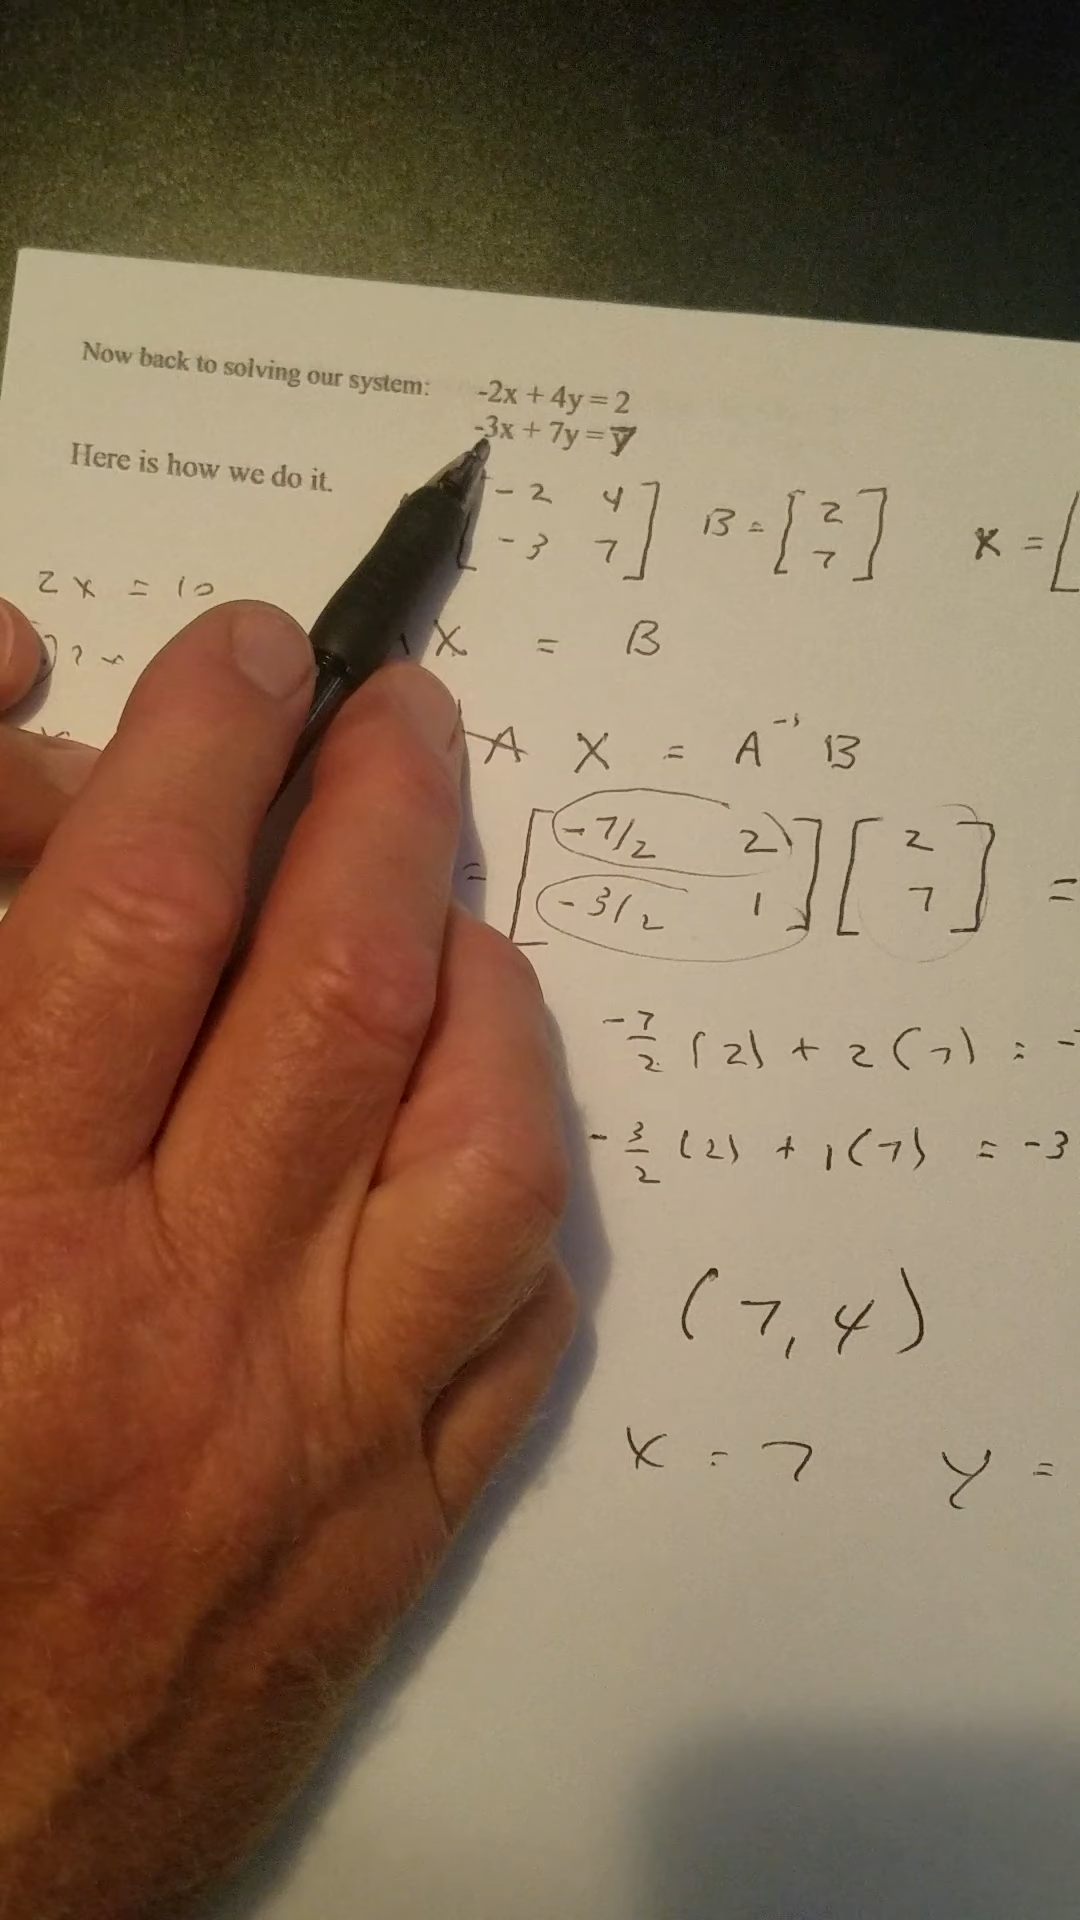 Now back to solving our system: -2x + 4y = 2
-3x + 7y = 7
Here is how we do it.
[ -2 4 B = [ 2 X = [
-3 7 ] 7 ]
2x = 10
X = B
A X = A⁻¹ B
= [ -7/2 2 ] [ 2 ] =
-3/2 1 7
-7/2 (2) + 2(7) = -
-3/2 (2) + 1(7) = -3
(7, 4)
X = 7 y =